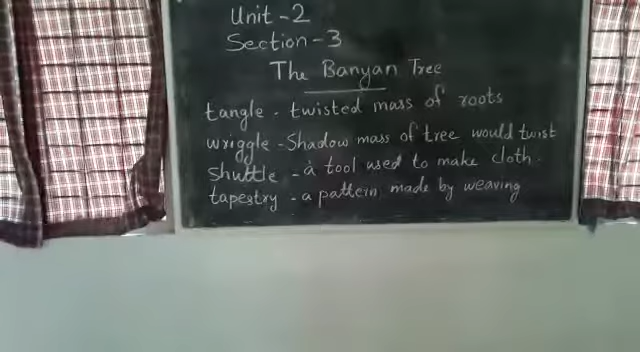 Unit - 2
Section - 3
The Banyan Tree
tangle - twisted mass of roots
wriggle - Shadow mass of tree would twist
shuttle - a tool used to make cloth.
tapestry - a pattern made by weaving